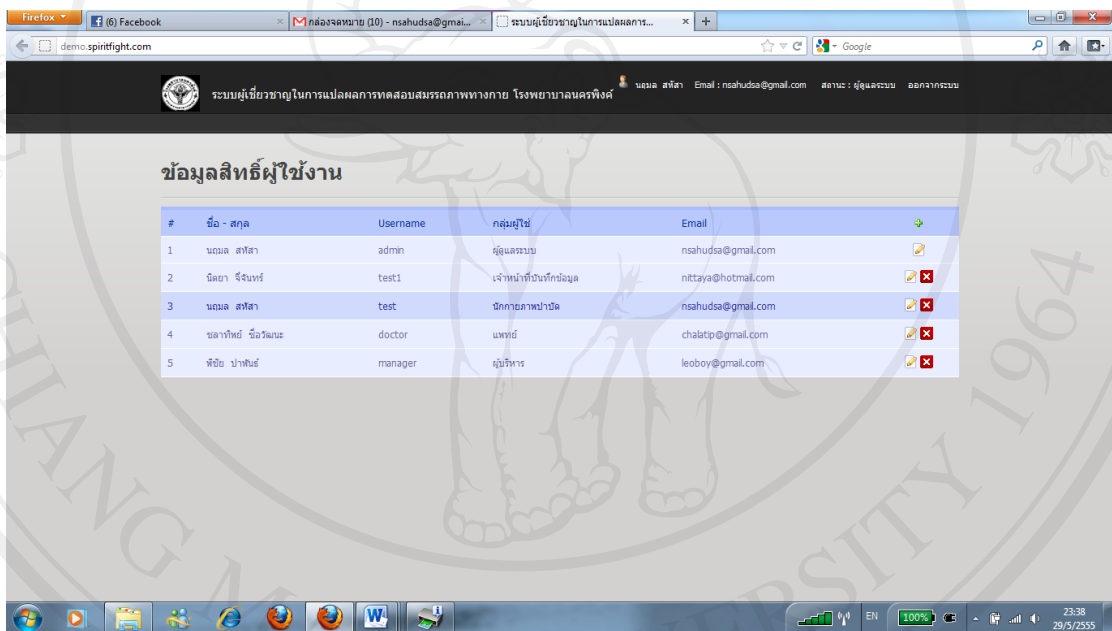 Firefox
(6) Facebook
กล่องจดหมาย (10) - nsahudsa@gmai...
ระบบผู้เชี่ยวชาญในการแปลผลการ...
demo.spiritfight.com
Google
ระบบผู้เชี่ยวชาญในการแปลผลการทดสอบสมรรถภาพทางกาย โรงพยาบาลนครพิงค์
นฤมล สหัสา Email : nsahudsa@gmail.com สถานะ : ผู้ดูแลระบบ ออกจากระบบ
ข้อมูลสิทธิ์ผู้ใช้งาน
# ชื่อ - สกุล Username กลุ่มผู้ใช้ Email
1 นฤมล สหัสา admin ผู้ดูแลระบบ nsahudsa@gmail.com
2 นิตยา จี๋จันทร์ test1 เจ้าหน้าที่บันทึกข้อมูล nittaya@hotmail.com
3 นฤมล สหัสา test นักกายภาพบำบัด nsahudsa@gmail.com
4 ชลาทิพย์ ชื่อวัฒนะ doctor แพทย์ chalatip@gmail.com
5 พิชัย ปาพันธ์ manager ผู้บริหาร leoboy@gmail.com
EN 100% 23:38
29/5/2555
CHIANG MAI UNIVERSITY 1964